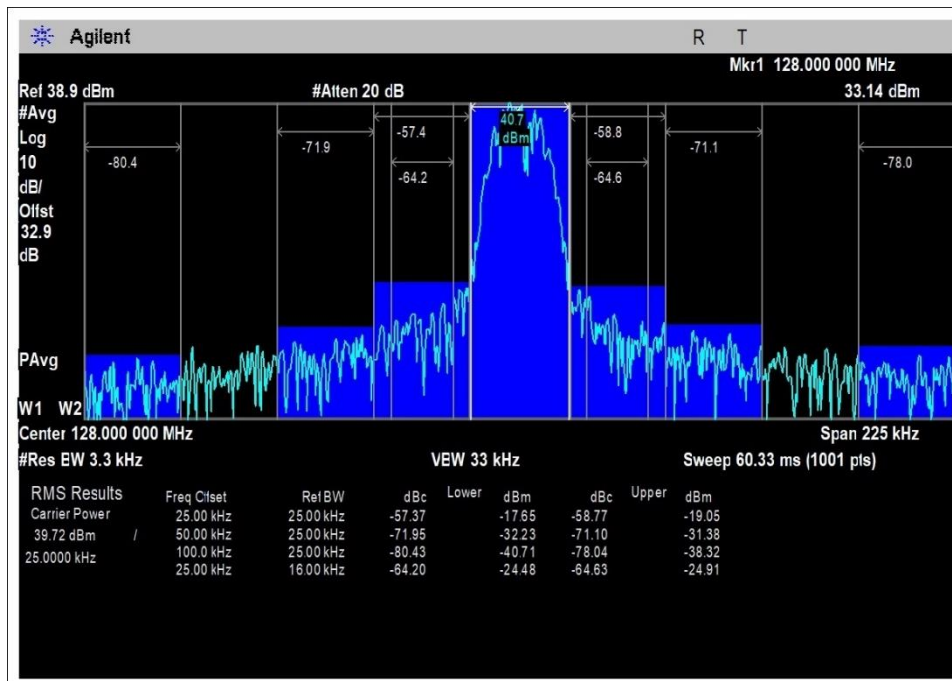 Agilent
R T
Mkr1 128.000 000 MHz
Ref 38.9 dBm #Atten 20 dB 33.14 dBm
#Avg
Log
10
dB/
Offst
32.9
dB
40.7
dBm
-57.4 -58.8
-71.9 -71.1
-80.4 -78.0
-64.2 -64.6
PAvg
W1 W2
Center 128.000 000 MHz Span 225 kHz
#Res BW 3.3 kHz VBW 33 kHz Sweep 60.33 ms (1001 pts)
RMS Results Freq Offset Ref BW dBc Lower dBm dBc Upper dBm
Carrier Power 25.00 kHz 25.00 kHz -57.37 -17.65 -58.77 -19.05
39.72 dBm / 50.00 kHz 25.00 kHz -71.95 -32.23 -71.10 -31.38
25.0000 kHz 100.0 kHz 25.00 kHz -80.43 -40.71 -78.04 -38.32
25.00 kHz 16.00 kHz -64.20 -24.48 -64.63 -24.91